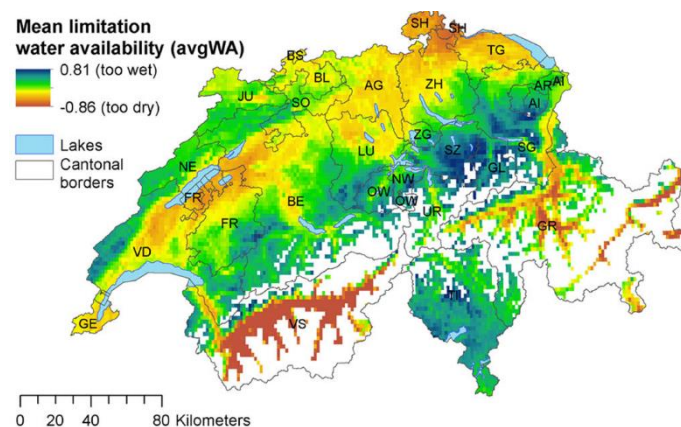 Mean limitation
water availability (avgWA)
0.81 (too wet)
-0.86 (too dry)
Lakes
Cantonal
borders
SH
SH
BS
BL
TG
JU
AG
ZH
SO
AR
AI
AI
NE
LU
ZG
SZ
SG
FR
NW
GL
OW
OW
BE
FR
UR
GR
VD
TI
GE
VS
0 20 40 80 Kilometers